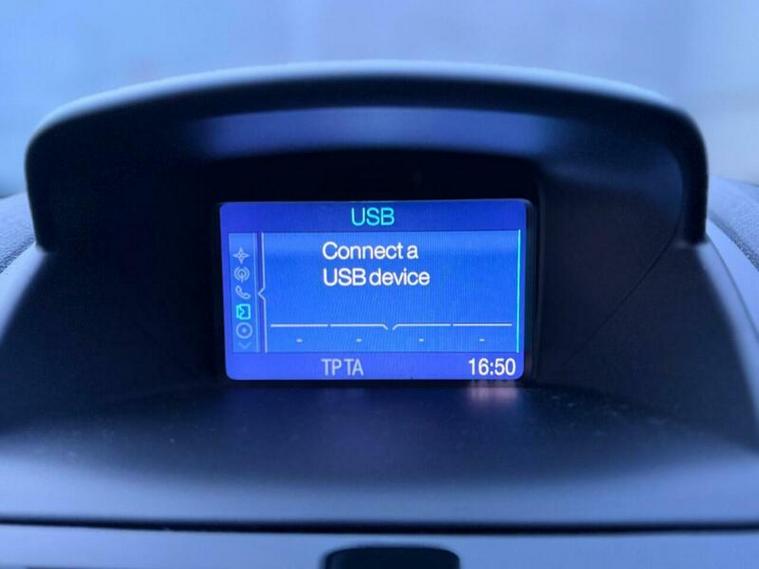 USB
Connect a
USB device
- - - -
TP TA
16:50